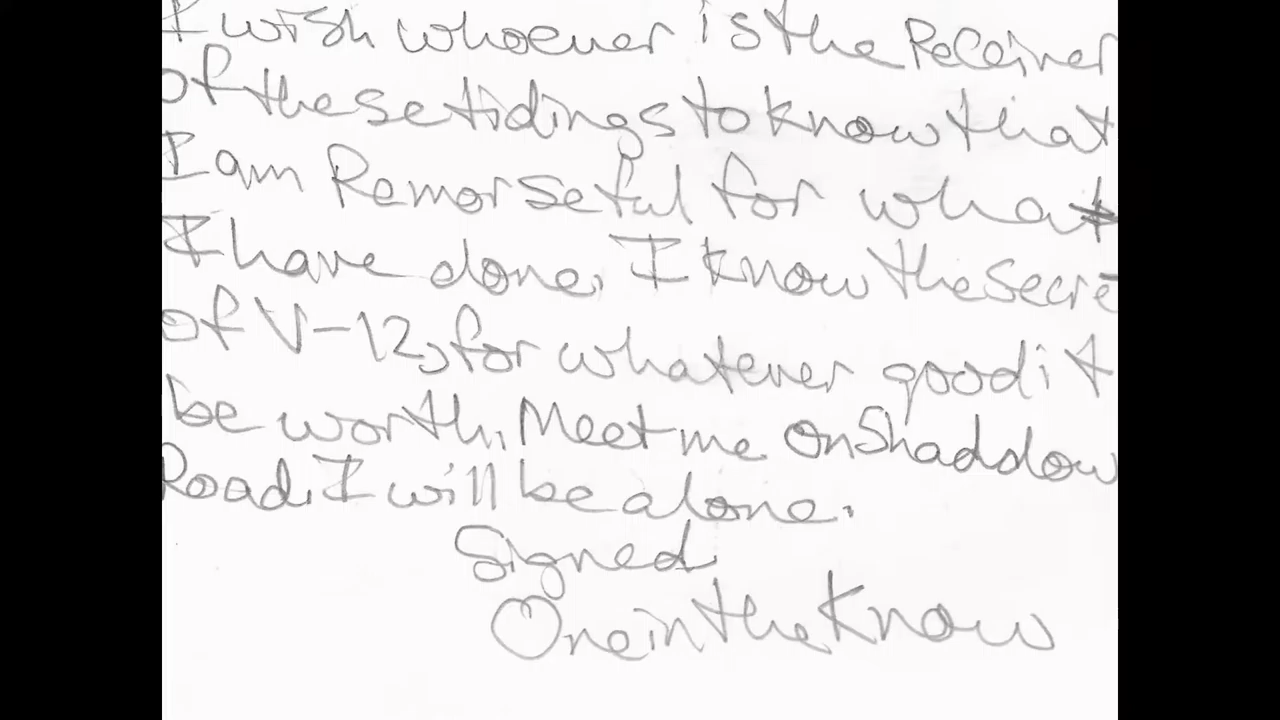 I wish whoever is the Receiver
of these tidings to know that
I am Remorseful for what
I have done. I know the secre
of V-12, for whatever good it
be worth. Meet me on Shaddow
Road. I will be alone.
Signed
One in the Know